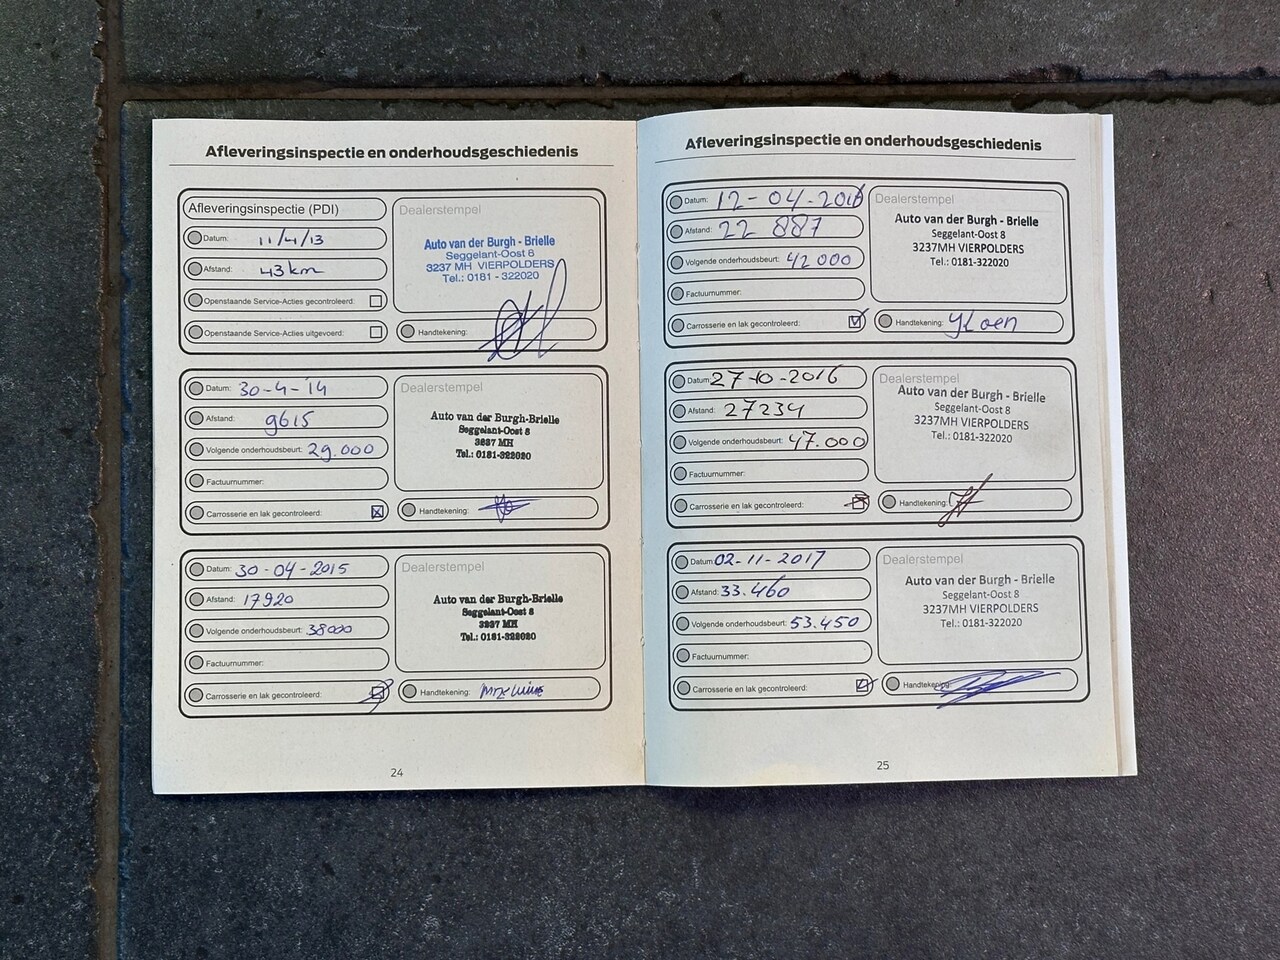 Afleveringsinspectie en onderhoudsgeschiedenis
Afleveringsinspectie (PDI)
Datum: 11/4/13
Afstand: 43 km
Openstaande Service-Acties gecontroleerd:
Openstaande Service-Acties uitgevoerd:
Dealerstempel
Auto van der Burgh - Brielle
Seggelant-Oost 8
3237 MH VIERPOLDERS
Tel.: 0181 - 322020
Handtekening:
Datum: 30-4-'14
Afstand: 9615
Volgende onderhoudsbeurt: 29.000
Factuurnummer:
Carrosserie en lak gecontroleerd:
Dealerstempel
Auto van der Burgh-Brielle
Seggelant-Oost 8
3237 MH
Tel.: 0181-322020
Handtekening:
Datum: 30-04-2015
Afstand: 17920
Volgende onderhoudsbeurt: 38000
Factuurnummer:
Carrosserie en lak gecontroleerd:
Dealerstempel
Auto van der Burgh-Brielle
Seggelant-Oost 8
3237 MH
Tel.: 0181-322020
Handtekening:
24
Afleveringsinspectie en onderhoudsgeschiedenis
Datum: 12-04-2016
Afstand: 22 887
Volgende onderhoudsbeurt: 42000
Factuurnummer:
Carrosserie en lak gecontroleerd:
Dealerstempel
Auto van der Burgh - Brielle
Seggelant-Oost 8
3237MH VIERPOLDERS
Tel.: 0181-322020
Handtekening:
Datum: 27-10-2016
Afstand: 27234
Volgende onderhoudsbeurt: 47.000
Factuurnummer:
Carrosserie en lak gecontroleerd:
Dealerstempel
Auto van der Burgh - Brielle
Seggelant-Oost 8
3237MH VIERPOLDERS
Tel.: 0181-322020
Handtekening:
Datum: 02-11-2017
Afstand: 33.460
Volgende onderhoudsbeurt: 53.450
Factuurnummer:
Carrosserie en lak gecontroleerd:
Dealerstempel
Auto van der Burgh - Brielle
Seggelant-Oost 8
3237MH VIERPOLDERS
Tel.: 0181-322020
Handtekening:
25